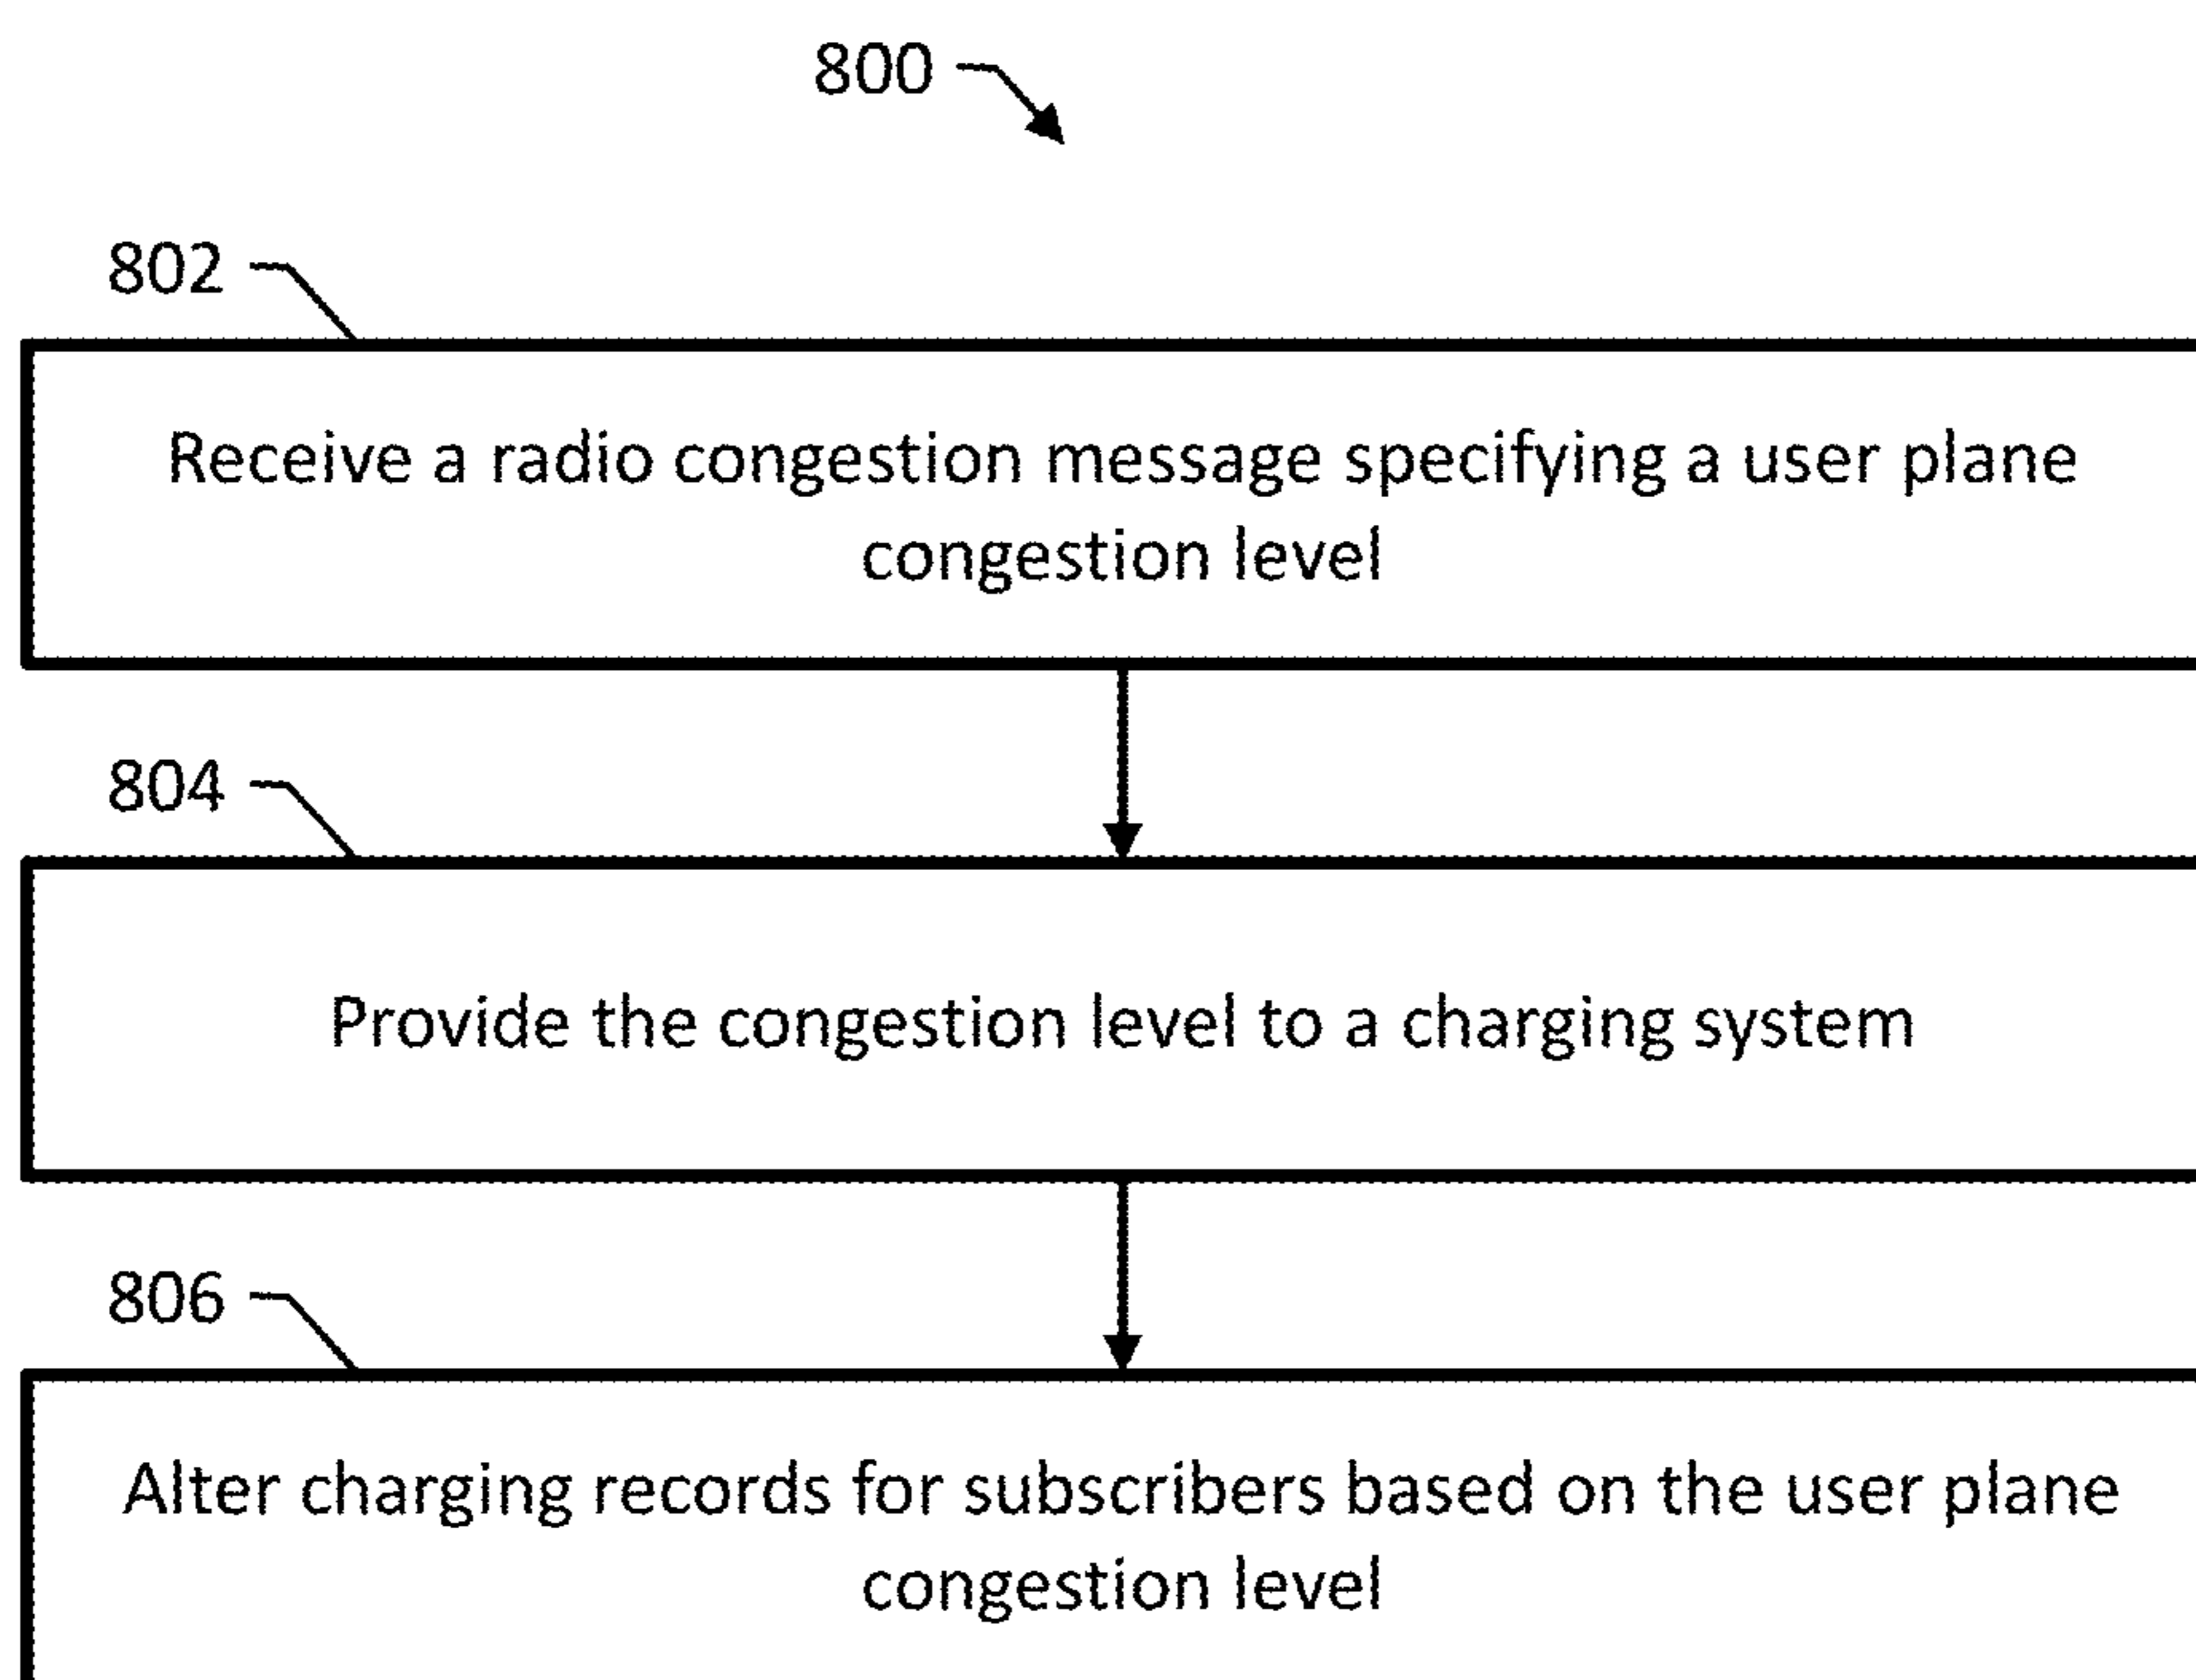 800
802
Receive a radio congestion message specifying a user plane
congestion level
804
Provide the congestion level to a charging system
806
Alter charging records for subscribers based on the user plane
congestion level